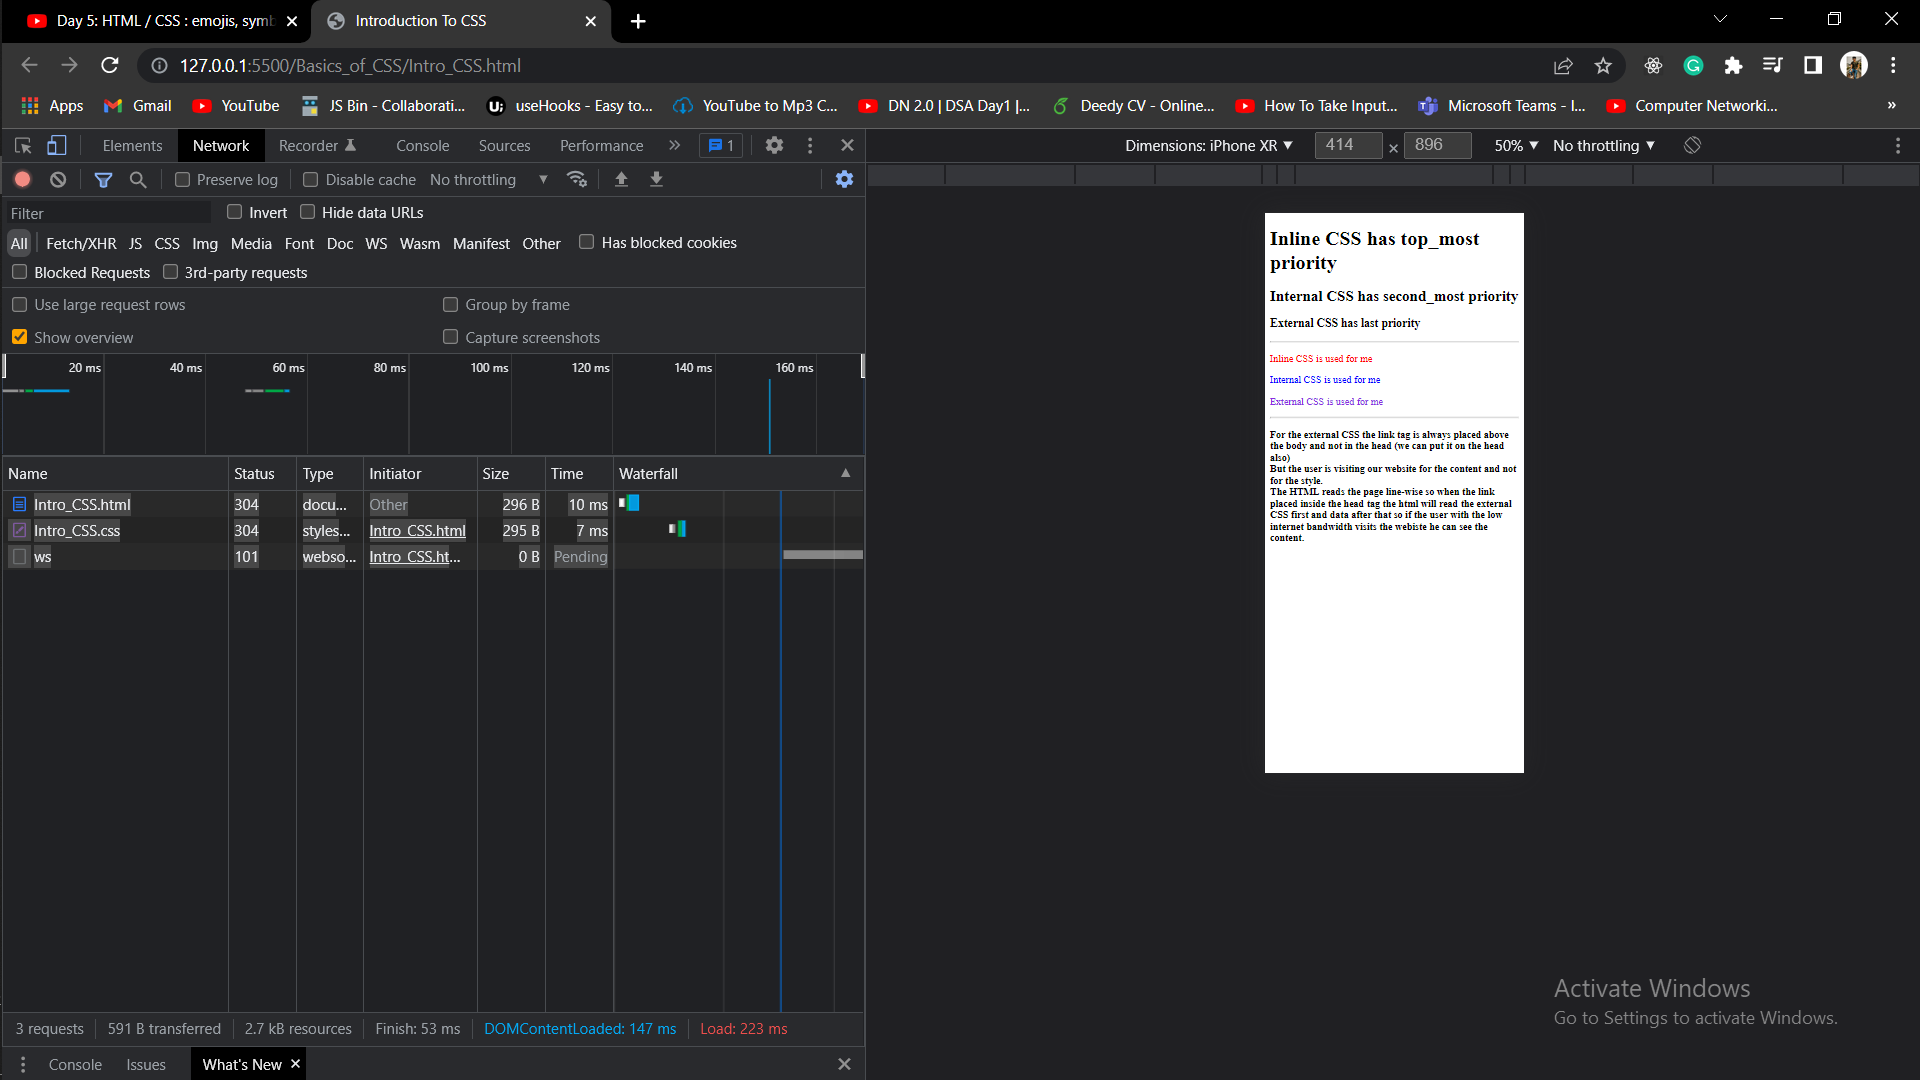 Day 5: HTML / CSS : emojis, symb
Introduction To CSS
127.0.0.1:5500/Basics_of_CSS/Intro_CSS.html
Apps Gmail YouTube JS Bin - Collaborati... useHooks - Easy to... YouTube to Mp3 C... DN 2.0 | DSA Day1 |... Deedy CV - Online... How To Take Input... Microsoft Teams - I... Computer Networki... »
Elements Network Recorder Console Sources Performance » 1
Preserve log Disable cache No throttling
Filter Invert Hide data URLs
All Fetch/XHR JS CSS Img Media Font Doc WS Wasm Manifest Other Has blocked cookies
Blocked Requests 3rd-party requests
Use large request rows Group by frame
Show overview Capture screenshots
20 ms 40 ms 60 ms 80 ms 100 ms 120 ms 140 ms 160 ms
Name Status Type Initiator Size Time Waterfall
Intro_CSS.html 304 docu... Other 296 B 10 ms
Intro_CSS.css 304 styles... Intro_CSS.html 295 B 7 ms
ws 101 webso... Intro_CSS.ht... 0 B Pending
3 requests 591 B transferred 2.7 kB resources Finish: 53 ms DOMContentLoaded: 147 ms Load: 223 ms
Console Issues What's New
Dimensions: iPhone XR 414 × 896 50% No throttling
Inline CSS has top_most
priority
Internal CSS has second_most priority
External CSS has last priority
Inline CSS is used for me
Internal CSS is used for me
External CSS is used for me
For the external CSS the link tag is always placed above
the body and not in the head (we can put it on the head
also)
But the user is visiting our website for the content and not
for the style.
The HTML reads the page line-wise so when the link
placed inside the head tag the html will read the external
CSS first and data after that so if the user with the low
internet bandwidth visits the webiste he can see the
content.
Activate Windows
Go to Settings to activate Windows.